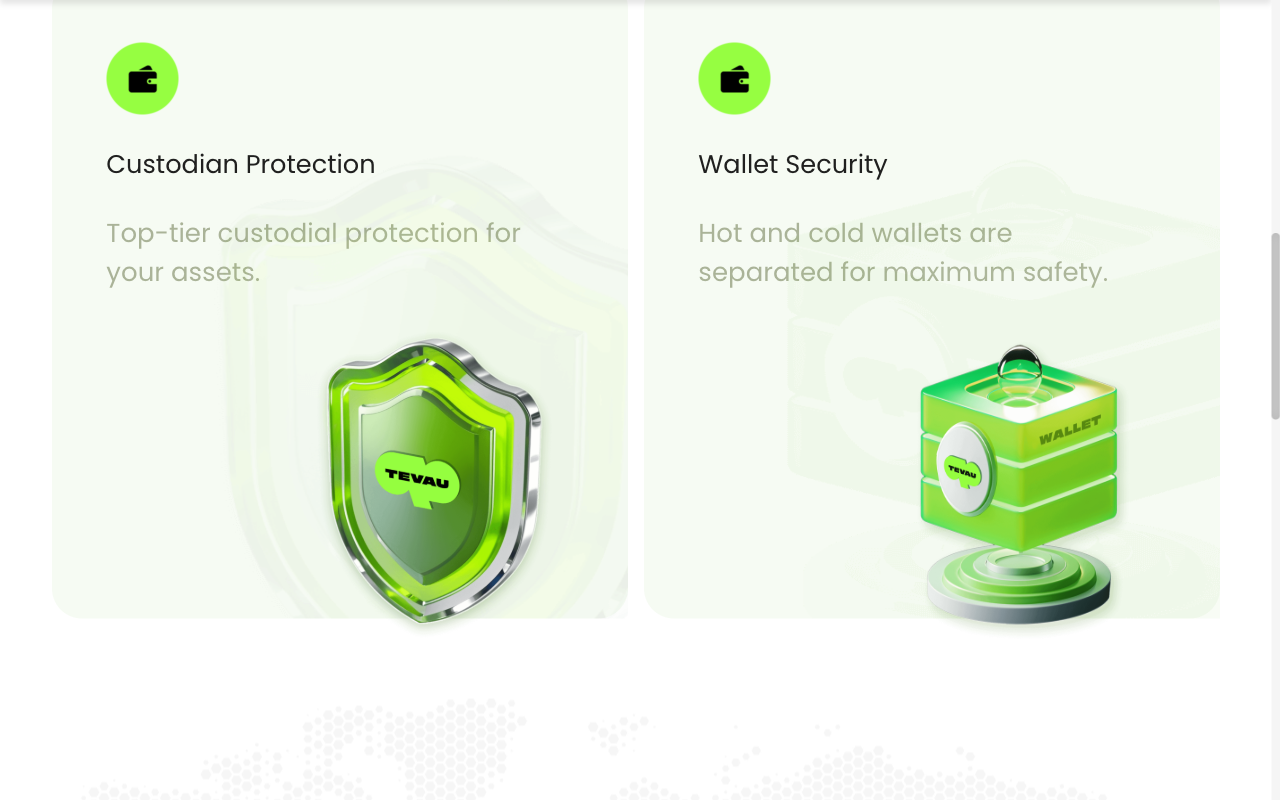 Custodian Protection
Top-tier custodial protection for
your assets.
TEVAU
Wallet Security
Hot and cold wallets are
separated for maximum safety.
WALLET
TEVAU